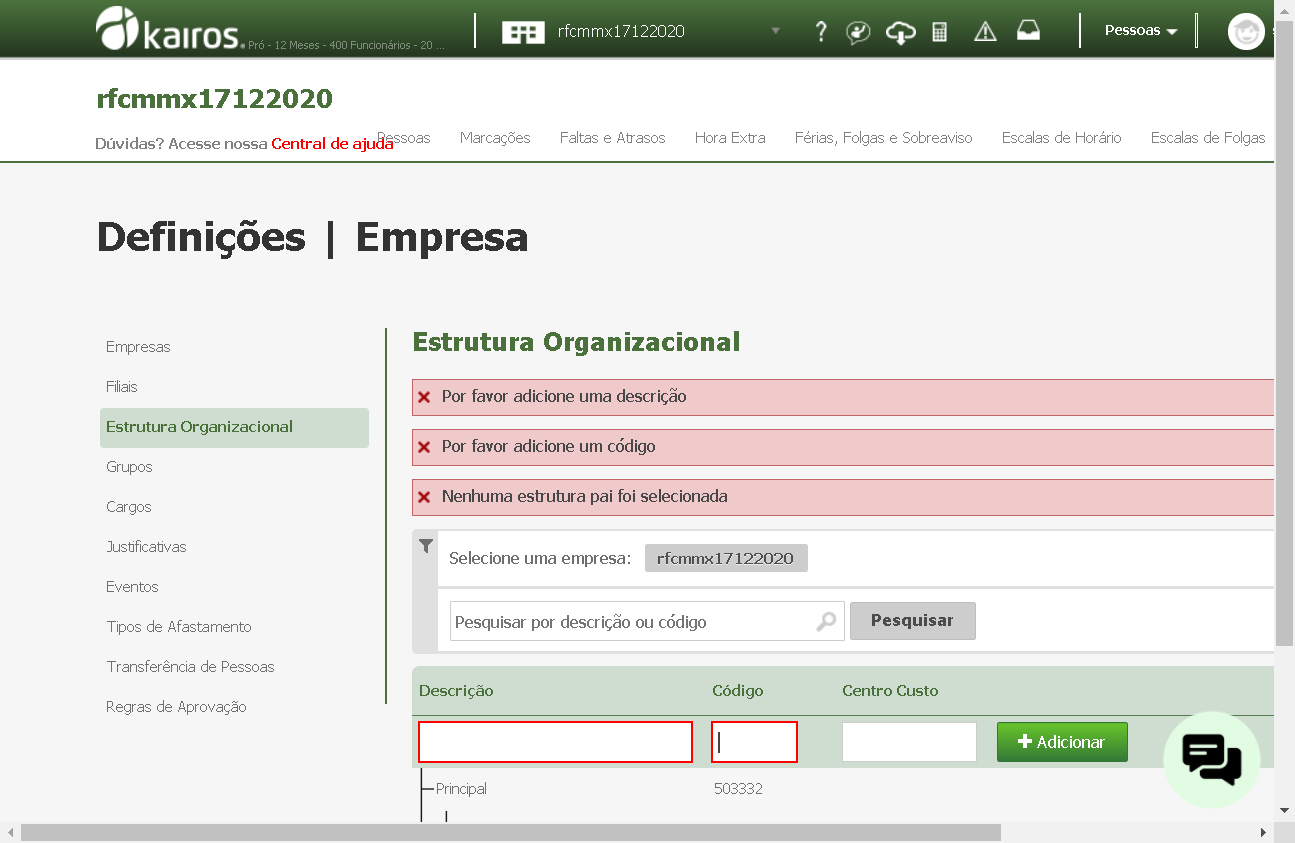 kairos. Pró - 12 Meses - 400 Funcionários - 20 ...
rfcmmx17122020
?
Pessoas
rfcmmx17122020
Dúvidas? Acesse nossa Central de ajuda
Pessoas Marcações Faltas e Atrasos Hora Extra Férias, Folgas e Sobreaviso Escalas de Horário Escalas de Folgas
Definições | Empresa
Empresas
Filiais
Estrutura Organizacional
Grupos
Cargos
Justificativas
Eventos
Tipos de Afastamento
Transferência de Pessoas
Regras de Aprovação
Estrutura Organizacional
Por favor adicione uma descrição
Por favor adicione um código
Nenhuma estrutura pai foi selecionada
Selecione uma empresa: rfcmmx17122020
Pesquisar por descrição ou código Pesquisar
Descrição Código Centro Custo
Adicionar
Principal 503332